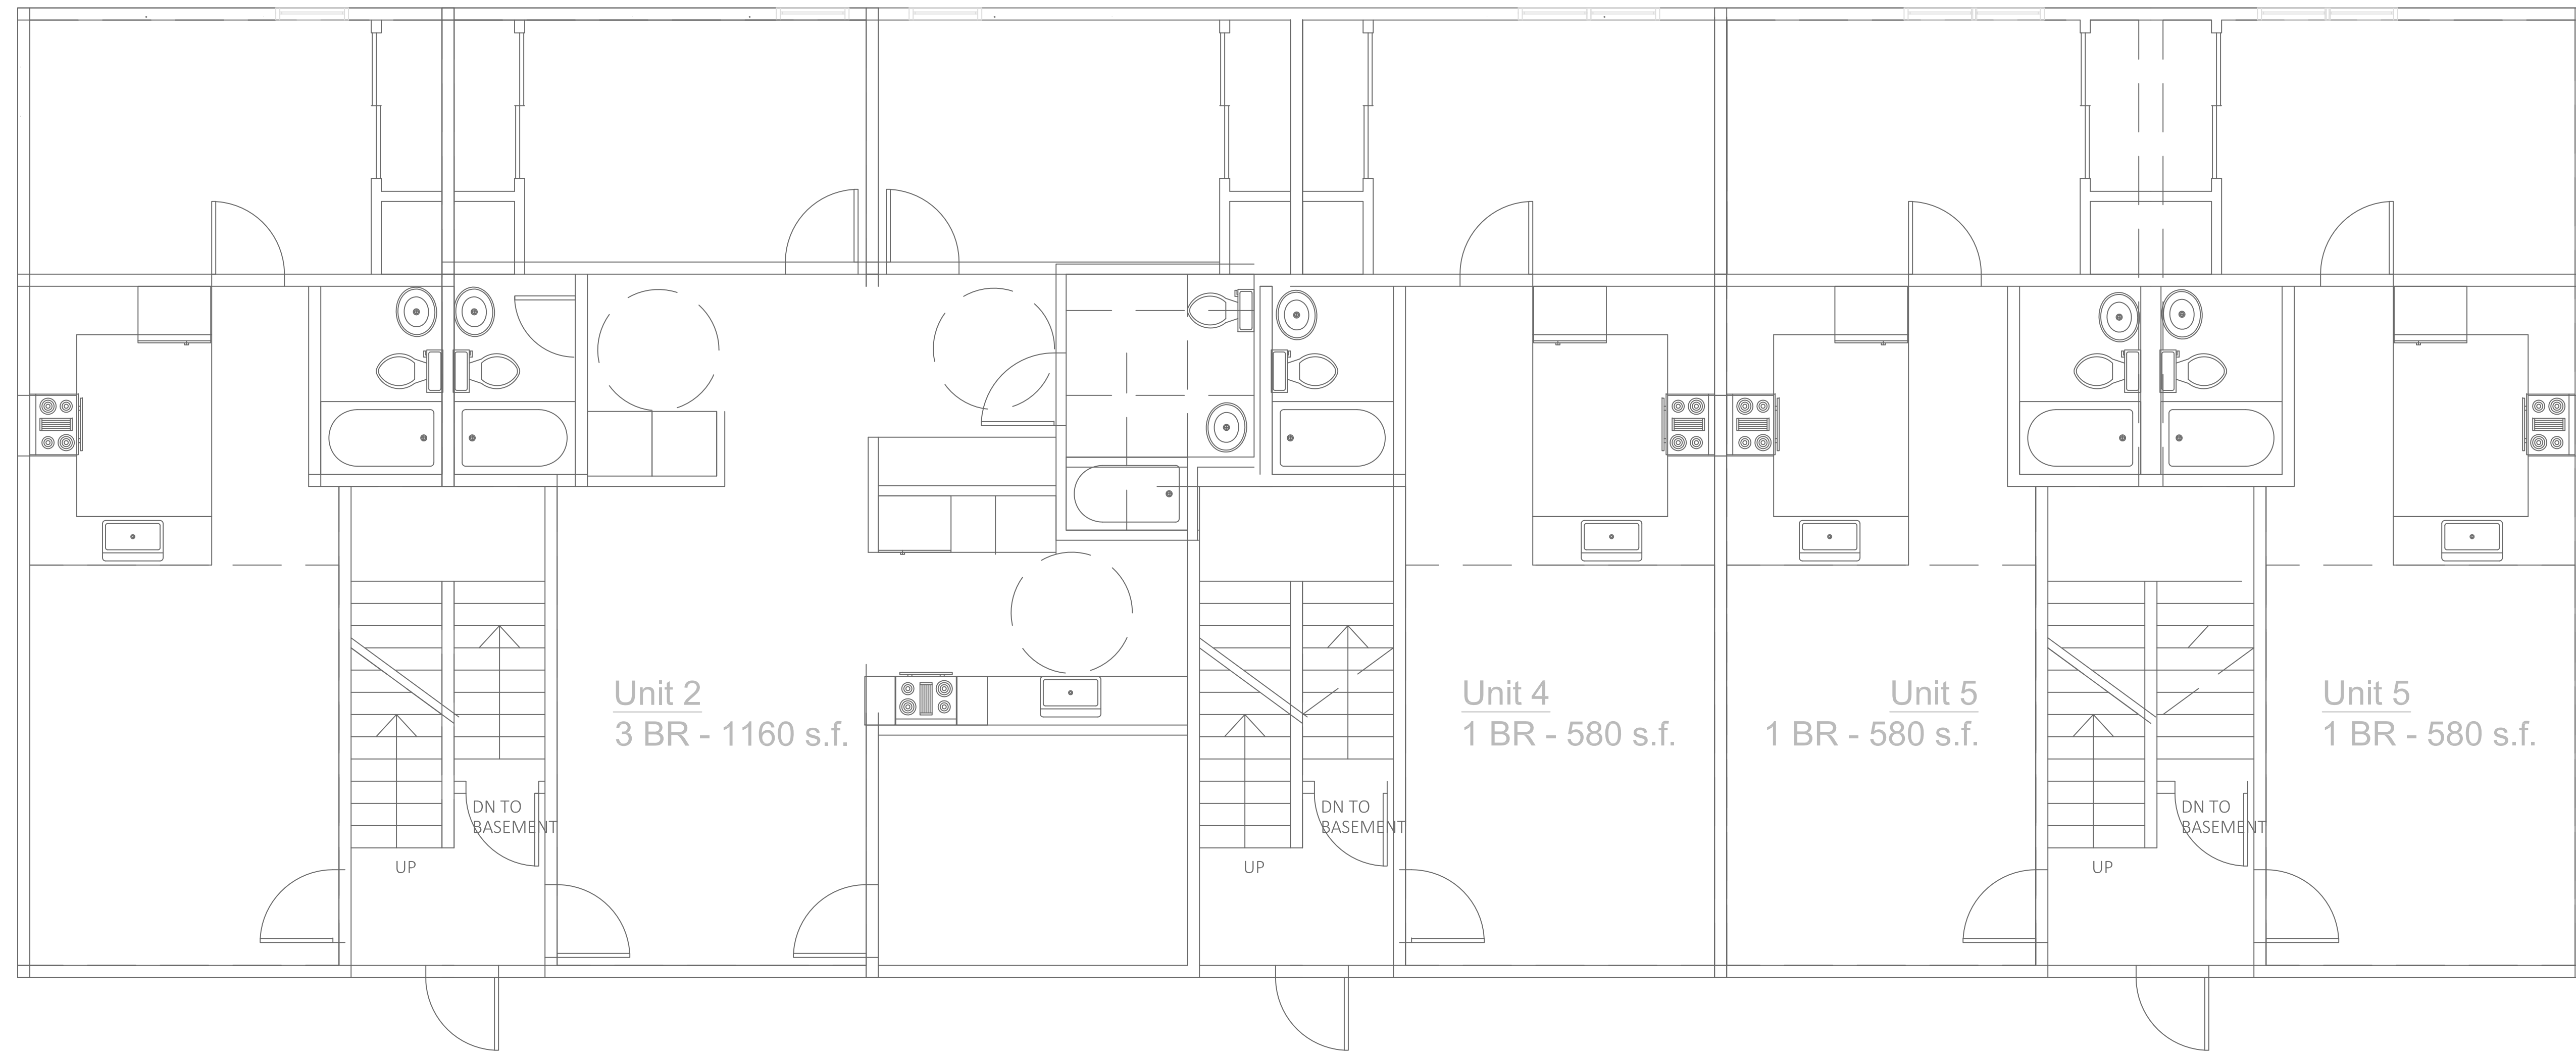 Unit 2
3 BR - 1160 s.f.
Unit 4
1 BR - 580 s.f.
Unit 5
1 BR - 580 s.f.
Unit 5
1 BR - 580 s.f.
DN TO
BASEMENT
UP
DN TO
BASEMENT
UP
DN TO
BASEMENT
UP